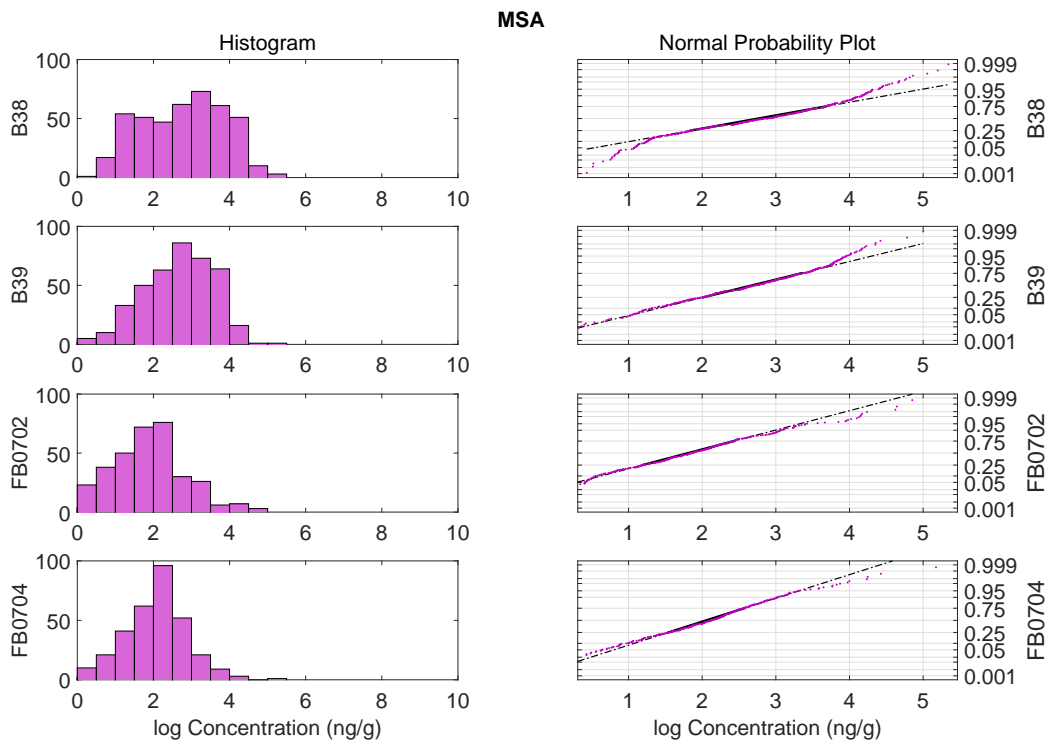 MSA
Histogram
Normal Probability Plot
100
50
0
B38
0 2 4 6 8 10
0.999
0.95
0.75
0.25
0.05
0.001
B38
1 2 3 4 5
100
50
0
B39
0 2 4 6 8 10
0.999
0.95
0.75
0.25
0.05
0.001
B39
1 2 3 4 5
100
50
0
FB0702
0 2 4 6 8 10
0.999
0.95
0.75
0.25
0.05
0.001
FB0702
1 2 3 4 5
100
50
0
FB0704
0 2 4 6 8 10
log Concentration (ng/g)
0.999
0.95
0.75
0.25
0.05
0.001
FB0704
1 2 3 4 5
log Concentration (ng/g)